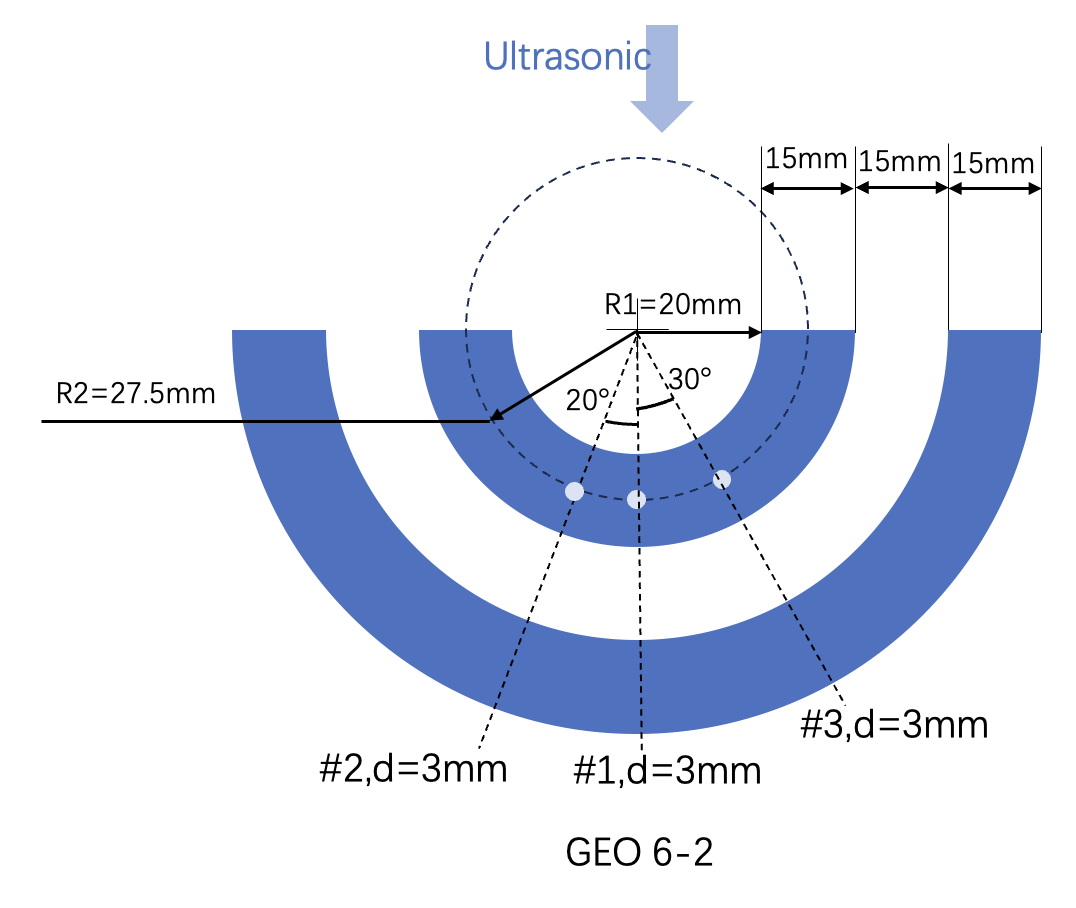 Ultrasonic
15mm 15mm 15mm
R1=20mm
R2=27.5mm
20° 30°
#3,d=3mm
#2,d=3mm #1,d=3mm
GEO 6-2